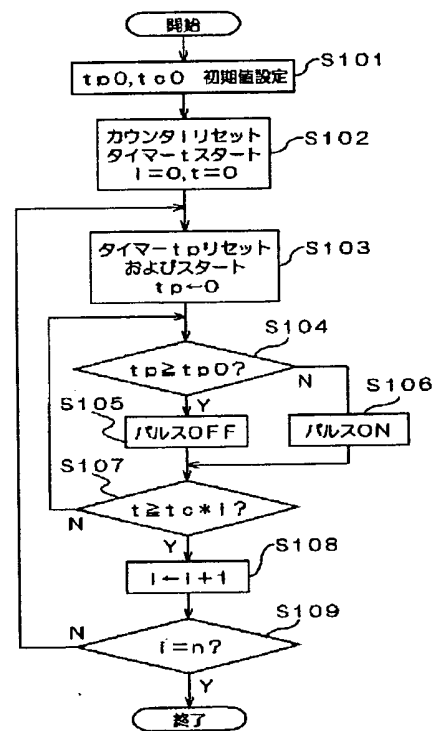 開始
tp0,tc0 初期値設定
S101
カウンタiリセット
タイマーtスタート
i=0,t=0
S102
タイマーtpリセット
およびスタート
tp←0
S103
S104
tp≧tp0?
N
Y
S105
パルスOFF
S106
パルスON
S107
t≧tc*i?
N
Y
S108
i←i+1
S109
i=n?
N
Y
終了